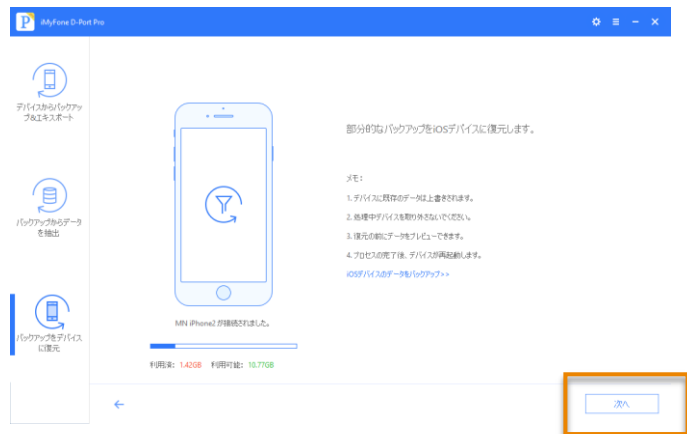 iMyFone D-Port Pro
デバイスからバックアッ
プ&エキスポート
バックアップからデータ
を抽出
バックアップをデバイス
に復元
MN iPhone2 が接続されました。
利用済: 1.42GB 利用可能: 10.77GB
部分的なバックアップをiOSデバイスに復元します。
メモ:
1. デバイスに既存のデータは上書きされます。
2. 処理中デバイスを取り外さないでください。
3. 復元の前にデータをプレビューできます。
4. プロセスの完了後、デバイスが再起動します。
iOSデバイスのデータをバックアップ>>
次へ